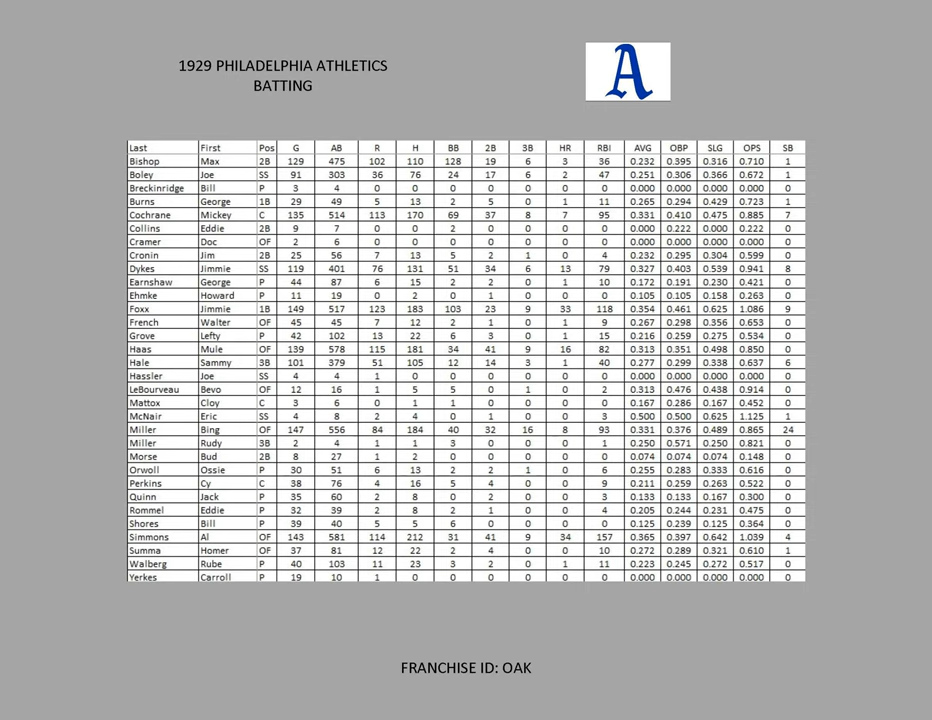 1929 PHILADELPHIA ATHLETICS
BATTING
A
Last First Pos G AB R H BB 2B 3B HR RBI AVG OBP SLG OPS SB
Bishop Max 2B 129 475 102 110 128 19 6 3 36 0.232 0.395 0.316 0.710 1
Boley Joe SS 91 303 36 76 24 17 6 2 47 0.251 0.306 0.366 0.672 1
Breckinridge Bill P 3 4 0 0 0 0 0 0 0 0.000 0.000 0.000 0.000 0
Burns George 1B 29 49 5 13 2 5 0 1 11 0.265 0.294 0.429 0.723 1
Cochrane Mickey C 135 514 113 170 69 37 8 7 95 0.331 0.410 0.475 0.885 7
Collins Eddie 2B 9 7 0 0 2 0 0 0 0 0.000 0.222 0.000 0.222 0
Cramer Doc OF 2 6 0 0 0 0 0 0 0 0.000 0.000 0.000 0.000 0
Cronin Jim 2B 25 56 7 13 5 2 1 0 4 0.232 0.295 0.304 0.599 0
Dykes Jimmie SS 119 401 76 131 51 34 6 13 79 0.327 0.403 0.539 0.941 8
Earnshaw George P 44 87 6 15 2 2 0 1 10 0.172 0.191 0.230 0.421 0
Ehmke Howard P 11 19 0 2 0 1 0 0 0 0.105 0.105 0.158 0.263 0
Foxx Jimmie 1B 149 517 123 183 103 23 9 33 118 0.354 0.461 0.625 1.086 9
French Walter OF 45 45 7 12 2 1 0 1 9 0.267 0.298 0.356 0.653 0
Grove Lefty P 42 102 13 22 6 3 0 1 15 0.216 0.259 0.275 0.534 0
Haas Mule OF 139 578 115 181 34 41 9 16 82 0.313 0.351 0.498 0.850 0
Hale Sammy 3B 101 379 51 105 12 14 3 1 40 0.277 0.299 0.338 0.637 6
Hassler Joe SS 4 4 1 0 0 0 0 0 0 0.000 0.000 0.000 0.000 0
LeBourveau Bevo OF 12 16 1 5 5 0 1 0 2 0.313 0.476 0.438 0.914 0
Mattox Cloy C 3 6 0 1 1 0 0 0 0 0.167 0.286 0.167 0.452 0
McNair Eric SS 4 8 2 4 0 1 0 0 3 0.500 0.500 0.625 1.125 1
Miller Bing OF 147 556 84 184 40 32 16 8 93 0.331 0.376 0.489 0.865 24
Miller Rudy 3B 2 4 1 1 3 0 0 0 1 0.250 0.571 0.250 0.821 0
Morse Bud 2B 8 27 1 2 0 0 0 0 0 0.074 0.074 0.074 0.148 0
Orwoll Ossie P 30 51 6 13 2 2 1 0 6 0.255 0.283 0.333 0.616 0
Perkins Cy C 38 76 4 16 5 4 0 0 9 0.211 0.259 0.263 0.522 0
Quinn Jack P 35 60 2 8 0 2 0 0 3 0.133 0.133 0.167 0.300 0
Rommel Eddie P 32 39 2 8 2 1 0 0 4 0.205 0.244 0.231 0.475 0
Shores Bill P 39 40 5 5 6 0 0 0 0 0.125 0.239 0.125 0.364 0
Simmons Al OF 143 581 114 212 31 41 9 34 157 0.365 0.397 0.642 1.039 4
Summa Homer OF 37 81 12 22 2 4 0 0 10 0.272 0.289 0.321 0.610 1
Walberg Rube P 40 103 11 23 3 2 0 1 11 0.223 0.245 0.272 0.517 0
Yerkes Carroll P 19 10 1 0 0 0 0 0 0 0.000 0.000 0.000 0.000 0
FRANCHISE ID: OAK